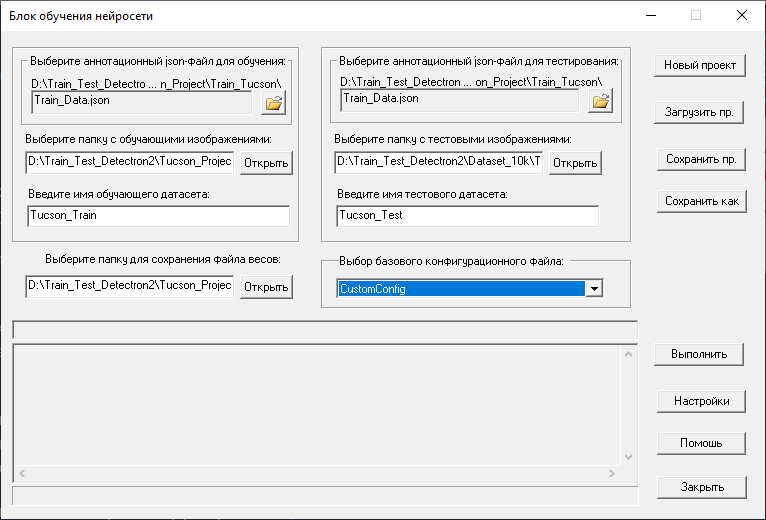 Блок обучения нейросети
Выберите аннотационный json-файл для обучения:
D:\Train_Test_Detectro ... n_Project\Train_Tucson\
Train_Data.json
Выберите папку с обучающими изображениями:
D:\Train_Test_Detectron2\Tucson_Projec
Открыть
Введите имя обучающего датасета:
Tucson_Train
Выберите аннотационный json-файл для тестирования:
D:\Train_Test_Detectron ... on_Project\Train_Tucson\
Train_Data.json
Выберите папку с тестовыми изображениями:
D:\Train_Test_Detectron2\Dataset_10k\T
Открыть
Введите имя тестового датасета:
Tucson_Test
Выберите папку для сохранения файла весов:
D:\Train_Test_Detectron2\Tucson_Projec
Открыть
Выбор базового конфигурационного файла:
CustomConfig
Новый проект
Загрузить пр.
Сохранить пр.
Сохранить как
Выполнить
Настройки
Помошь
Закрыть